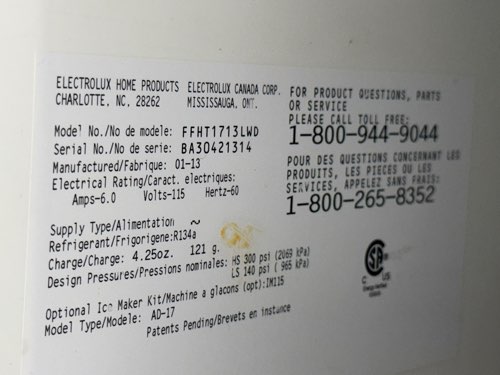 ELECTROLUX HOME PRODUCTS
CHARLOTTE, NC, 28262
ELECTROLUX CANADA CORP.
MISSISSAUGA, ONT.
FOR PRODUCT QUESTIONS, PARTS
OR SERVICE
PLEASE CALL TOLL FREE:
1-800-944-9044
POUR DES QUESTIONS CONCERNANT LES
PRODUITS, LES PIECES OU LES
SERVICES, APPELEZ SANS FRAIS:
1-800-265-8352
Model No./No de modele: FFHT1713LWD
Serial No./No de serie: BA30421314
Manufactured/Fabrique: 01-13
Electrical Rating/Caract. electriques:
Amps-6.0 Volts-115 Hertz-60
Supply Type/Alimentation ~
Refrigerant/Frigorigene:R134a
Charge/Charge: 4.25oz. 121 g.
Design Pressures/Pressions nominales: HS 300 psi (2069 kPa)
LS 140 psi ( 965 kPa)
Optional Ice Maker Kit/Machine a glacons (opt):IM115
Model Type/Modele: AD-17
Patents Pending/Brevets en instance
SA
C US